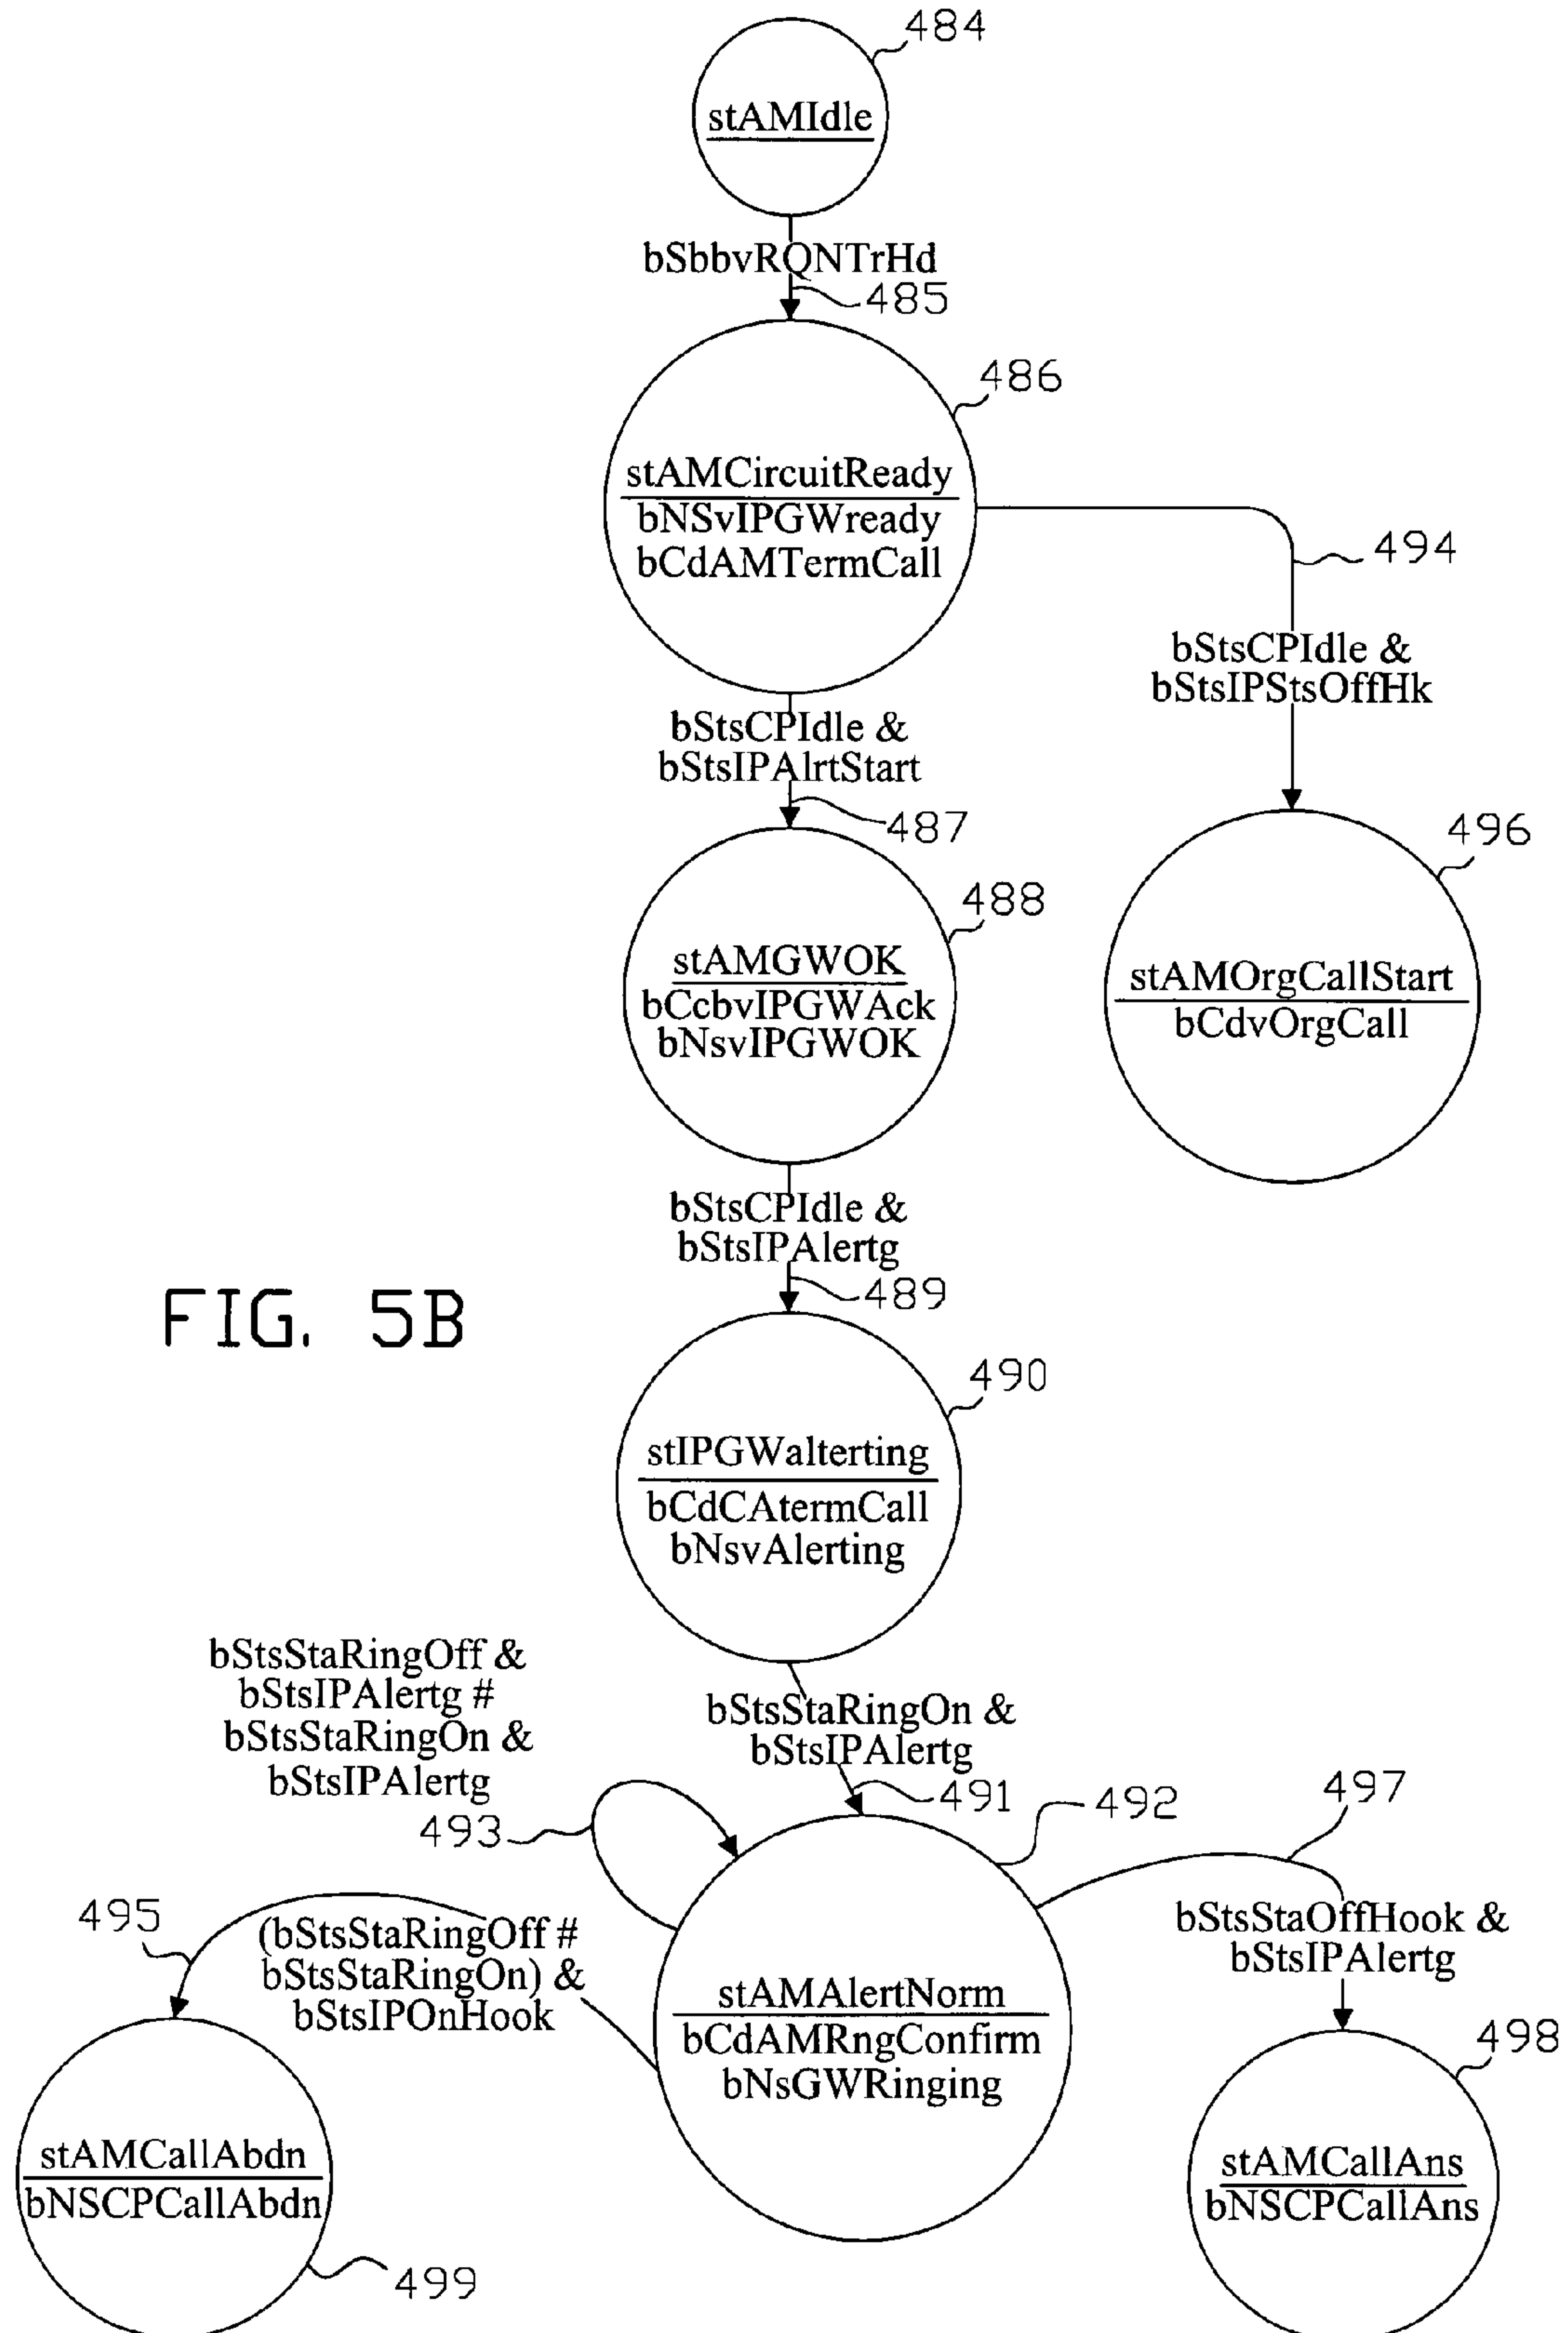 484
stAMIdle
bSbbvRQNTrHd
485
486
stAMCircuitReady
bNSvIPGWready
bCdAMTermCall
494
bStsCPIdle &
bStsIPStsOffHk
bStsCPIdle &
bStsIPAlrtStart
487
496
488
stAMGWOK
bCcbvIPGWAck
bNsvIPGWOK
stAMOrgCallStart
bCdvOrgCall
bStsCPIdle &
bStsIPAlertg
489
FIG. 5B
490
stIPGWalterting
bCdCAtermCall
bNsvAlerting
bStsStaRingOff &
bStsIPAlertg #
bStsStaRingOn &
bStsIPAlertg
493
bStsStaRingOn &
bStsIPAlertg
491
492
497
495
(bStsStaRingOff #
bStsStaRingOn) &
bStsIPOnHook
bStsStaOffHook &
bStsIPAlertg
stAMAlertNorm
bCdAMRngConfirm
bNsGWRinging
498
stAMCallAbdn
bNSCPCallAbdn
499
stAMCallAns
bNSCPCallAns